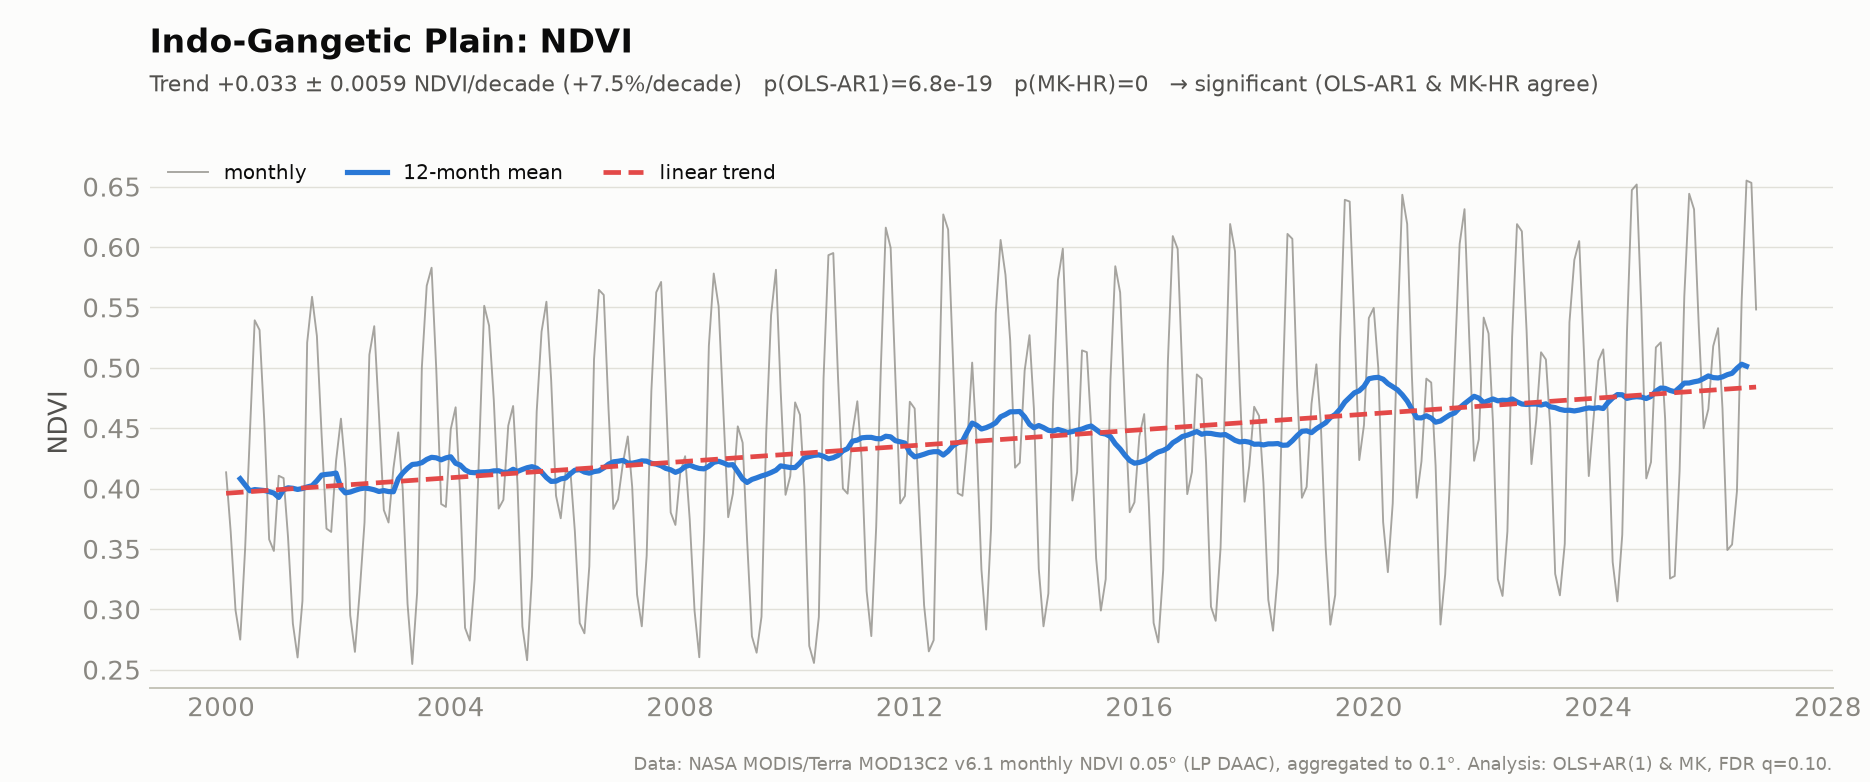 Indo-Gangetic Plain: NDVI
Trend +0.033 ± 0.0059 NDVI/decade (+7.5%/decade) p(OLS-AR1)=6.8e-19 p(MK-HR)=0 → significant (OLS-AR1 & MK-HR agree)
monthly 12-month mean linear trend
0.65
0.60
0.55
0.50
0.45
0.40
0.35
0.30
0.25
NDVI
2000 2004 2008 2012 2016 2020 2024 2028
Data: NASA MODIS/Terra MOD13C2 v6.1 monthly NDVI 0.05° (LP DAAC), aggregated to 0.1°. Analysis: OLS+AR(1) & MK, FDR q=0.10.